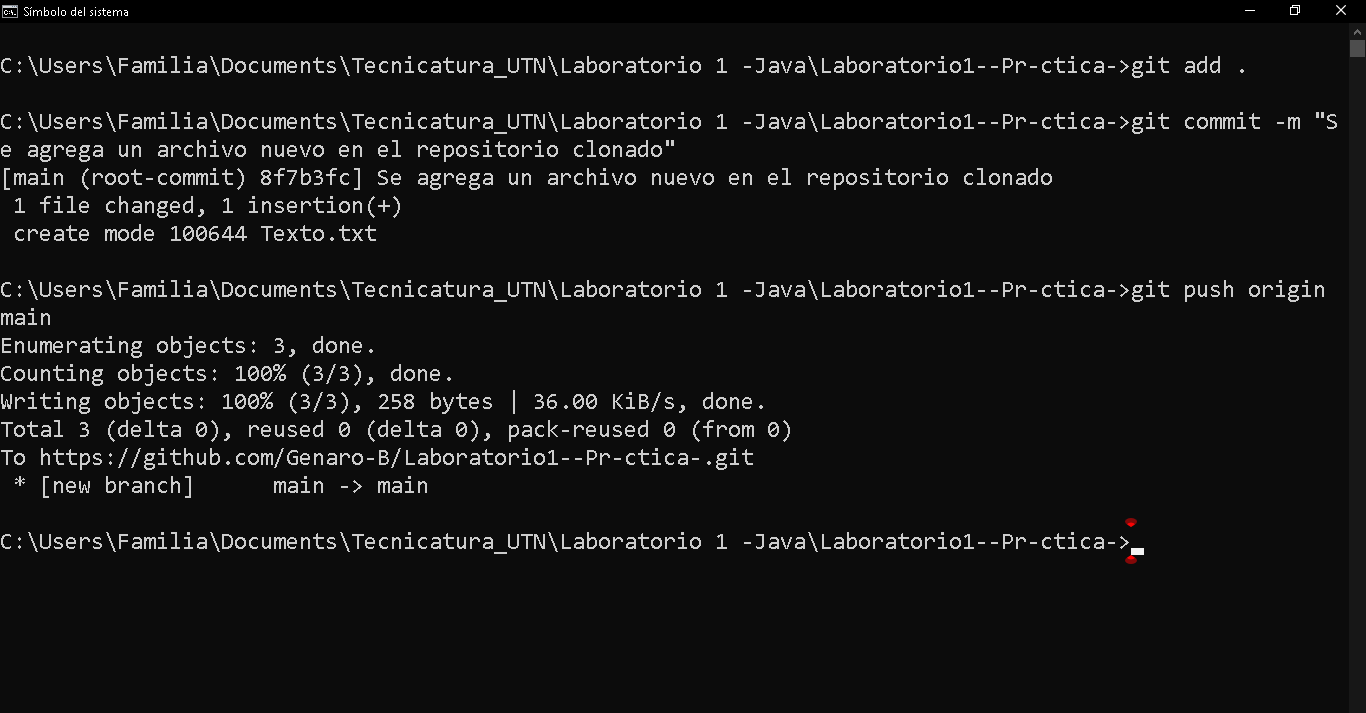 Símbolo del sistema
C:\Users\Familia\Documents\Tecnicatura_UTN\Laboratorio 1 -Java\Laboratorio1--Pr-ctica->git add .
C:\Users\Familia\Documents\Tecnicatura_UTN\Laboratorio 1 -Java\Laboratorio1--Pr-ctica->git commit -m "S
e agrega un archivo nuevo en el repositorio clonado"
[main (root-commit) 8f7b3fc] Se agrega un archivo nuevo en el repositorio clonado
 1 file changed, 1 insertion(+)
 create mode 100644 Texto.txt
C:\Users\Familia\Documents\Tecnicatura_UTN\Laboratorio 1 -Java\Laboratorio1--Pr-ctica->git push origin
main
Enumerating objects: 3, done.
Counting objects: 100% (3/3), done.
Writing objects: 100% (3/3), 258 bytes | 36.00 KiB/s, done.
Total 3 (delta 0), reused 0 (delta 0), pack-reused 0 (from 0)
To https://github.com/Genaro-B/Laboratorio1--Pr-ctica-.git
 * [new branch]      main -> main
C:\Users\Familia\Documents\Tecnicatura_UTN\Laboratorio 1 -Java\Laboratorio1--Pr-ctica->